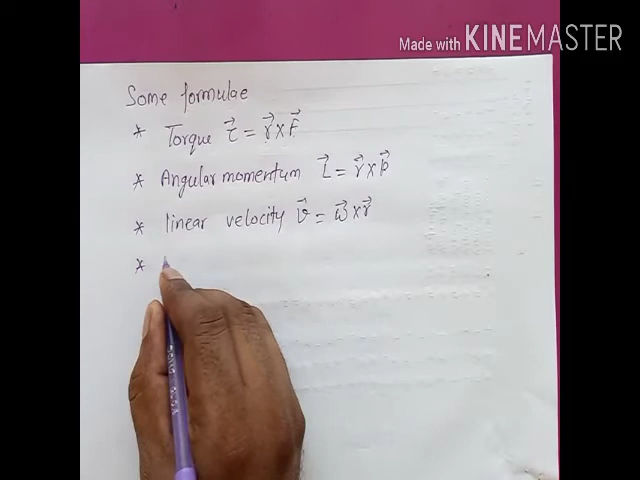 Made with KINEMASTER
Some formulae
* Torque τ⃗ = r⃗ × F⃗
* Angular momentum L⃗ = r⃗ × p⃗
* linear velocity v⃗ = ω⃗ × r⃗
*